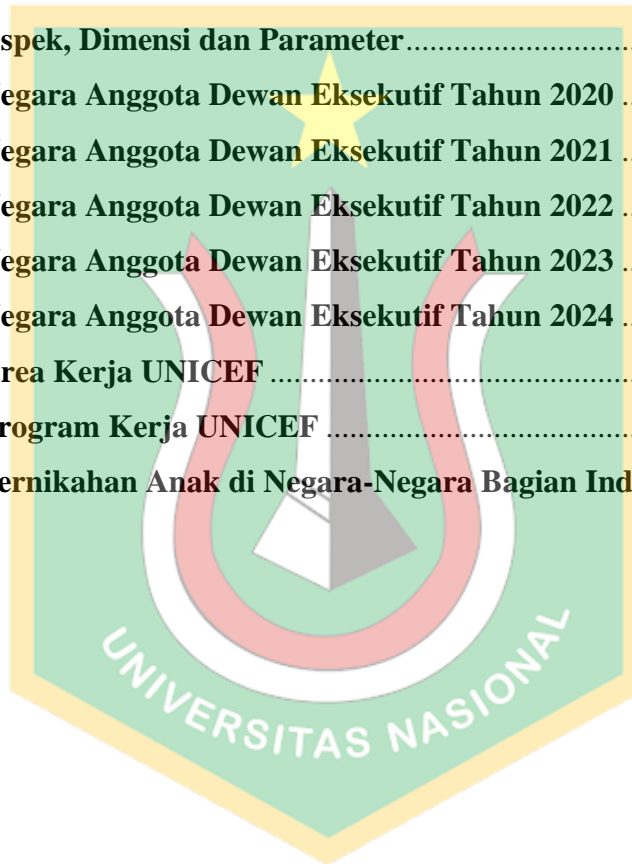 spek, Dimensi dan Parameter..............................
egara Anggota Dewan Eksekutif Tahun 2020 ..
egara Anggota Dewan Eksekutif Tahun 2021 ..
egara Anggota Dewan Eksekutif Tahun 2022 ..
egara Anggota Dewan Eksekutif Tahun 2023 ..
egara Anggota Dewan Eksekutif Tahun 2024 ..
rea Kerja UNICEF ................................................
rogram Kerja UNICEF ........................................
ernikahan Anak di Negara-Negara Bagian Ind
UNIVERSITAS NASIONAL